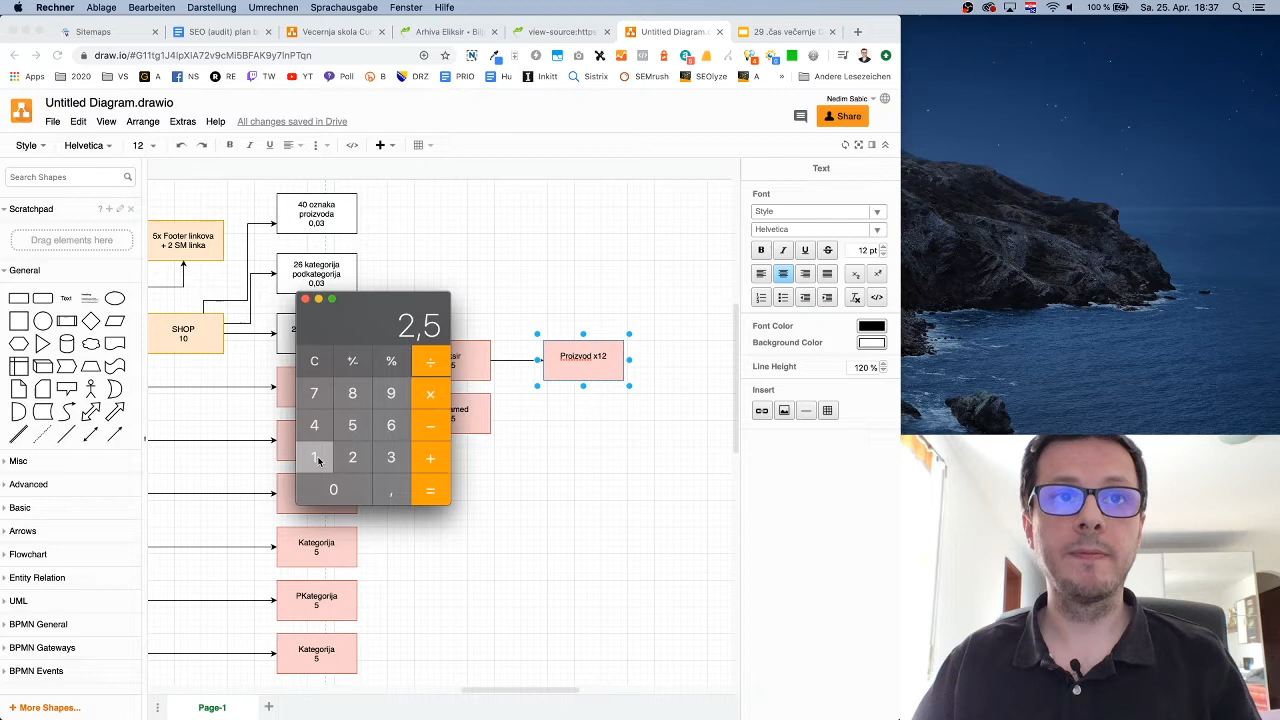 Rechner Ablage Bearbeiten Darstellung Umrechnen Sprachausgabe Fenster Hilfe 100 % Sa. 25. Apr. 18:37
Sitemaps
SEO (audit) plan b
Vecernja skola Cu
Arhiva Eliksir • Bili
view-source:https
Untitled Diagram.d
29 .čas večernje C
Apps 2020 VS A NS RE TW Poll B DRZ PRIO Hu Inkitt Sistrix SEMrush SEOlyze A » Andere Lesezeichen
Untitled Diagram.drawio
Nedim Sabic
File Edit View Arrange Extras Help All changes saved in Drive
Share
Style Helvetica 12 B I U
Search Shapes
Scratchpad
Drag elements here
General
Text
Misc
Advanced
Basic
Arrows
Flowchart
Entity Relation
UML
BPMN General
BPMN Gateways
BPMN Events
+ More Shapes...
5x Footer linkova
+ 2 SM linka
SHOP
10
40 oznaka
proizvoda
0,03
26 kategorija
podkategorija
0,03
2,5
C +⁄- % ÷
7 8 9 ×
4 5 6 −
1 2 3 +
0 , =
Proizvod x12
Kategorija
5
PKategorija
5
Kategorija
5
Page-1
Text
Font
Style
Helvetica
B I U S 12 pt
Font Color
Background Color
Line Height 120 %
Insert